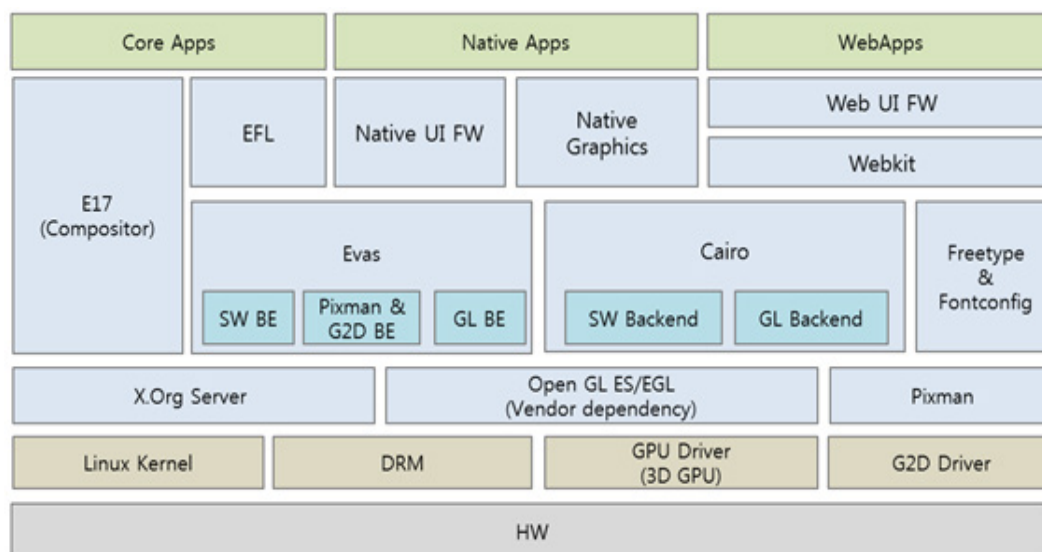 Core Apps
Native Apps
WebApps
E17
(Compositor)
EFL
Native UI FW
Native
Graphics
Web UI FW
Webkit
Evas
SW BE
Pixman &
G2D BE
GL BE
Cairo
SW Backend
GL Backend
Freetype
&
Fontconfig
X.Org Server
Open GL ES/EGL
(Vendor dependency)
Pixman
Linux Kernel
DRM
GPU Driver
(3D GPU)
G2D Driver
HW